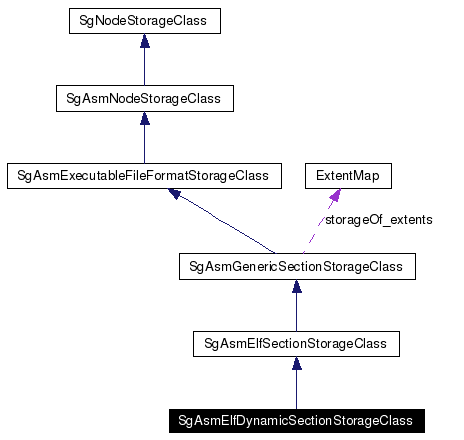 SgNodeStorageClass
SgAsmNodeStorageClass
SgAsmExecutableFileFormatStorageClass
ExtentMap
storageOf_extents
SgAsmGenericSectionStorageClass
SgAsmElfSectionStorageClass
SgAsmElfDynamicSectionStorageClass